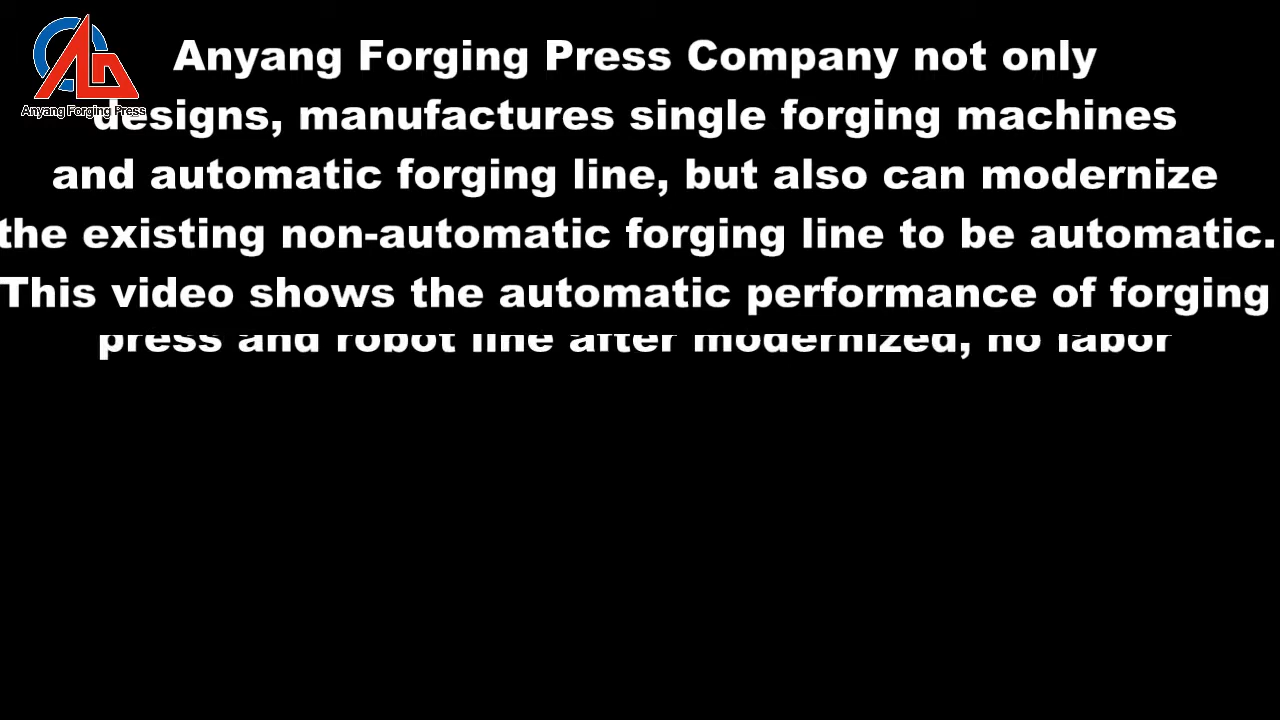 Anyang Forging Press
Anyang Forging Press Company not only
designs, manufactures single forging machines
and automatic forging line, but also can modernize
the existing non-automatic forging line to be automatic.
This video shows the automatic performance of forging
press and robot line after modernized, no labor